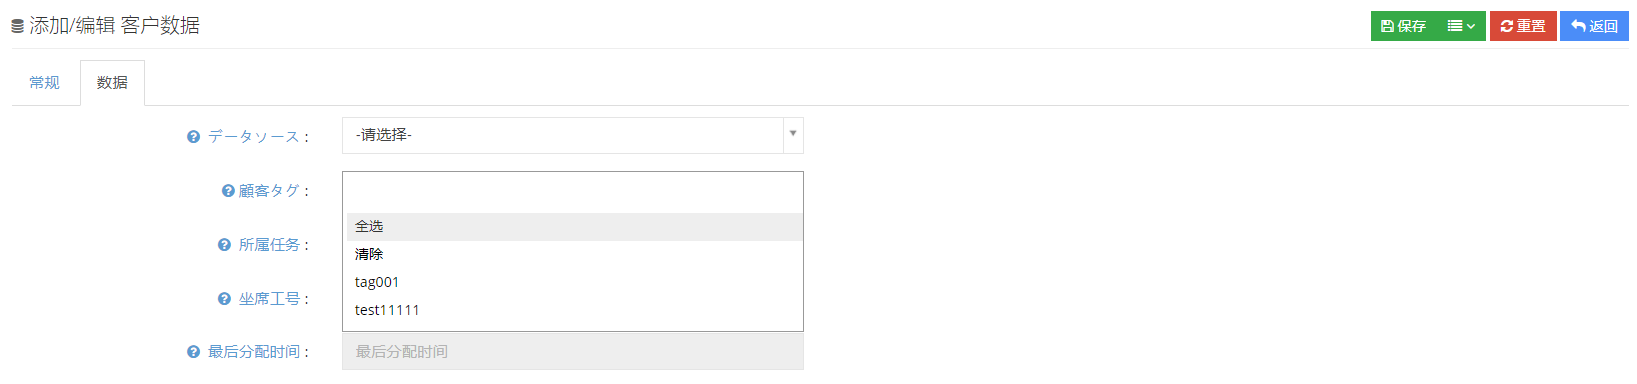 添加/编辑 客户数据
保存
重置
返回
常规
数据
データソース :
-请选择-
顧客タグ :
全选
所属任务 :
清除
tag001
坐席工号 :
test11111
最后分配时间 :
最后分配时间